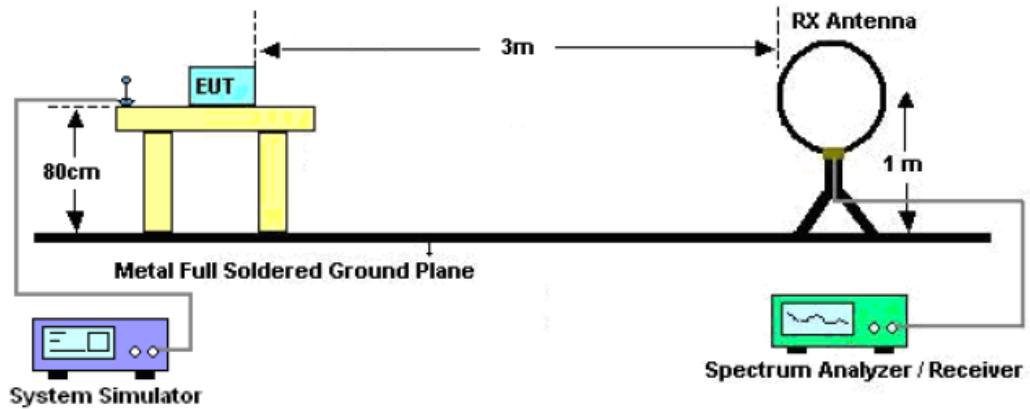 RX Antenna
3m
EUT
80cm
1 m
Metal Full Soldered Ground Plane
System Simulator
Spectrum Analyzer / Receiver